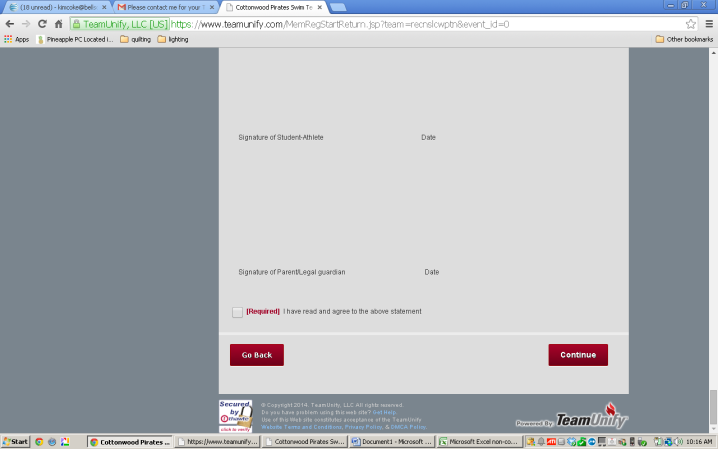 (18 unread) - kimcoke@bells
Please contact me for your
Cottonwood Pirates Swim Te
TeamUnify, LLC [US] https://www.teamunify.com/MemRegStartReturn.jsp?team=recnslcwptn&event_id=0
Apps Pineapple PC Located i... quilting lighting Other bookmarks
Signature of Student-Athlete Date
Signature of Parent/Legal guardian Date
[Required] I have read and agree to the above statement
Go Back Continue
Secured by thawte click to verify
© Copyright 2014, TeamUnify, LLC All rights reserved.
Do you have problem using this web site? Get Help.
Use of this Web site constitutes acceptance of the TeamUnify
Website Terms and Conditions, Privacy Policy, & DMCA Policy.
Powered By TeamUnify
Start Cottonwood Pirates ... https://www.teamunify... Cottonwood Pirates Sw... Document1 - Microsoft ... Microsoft Excel non-co... 10:16 AM